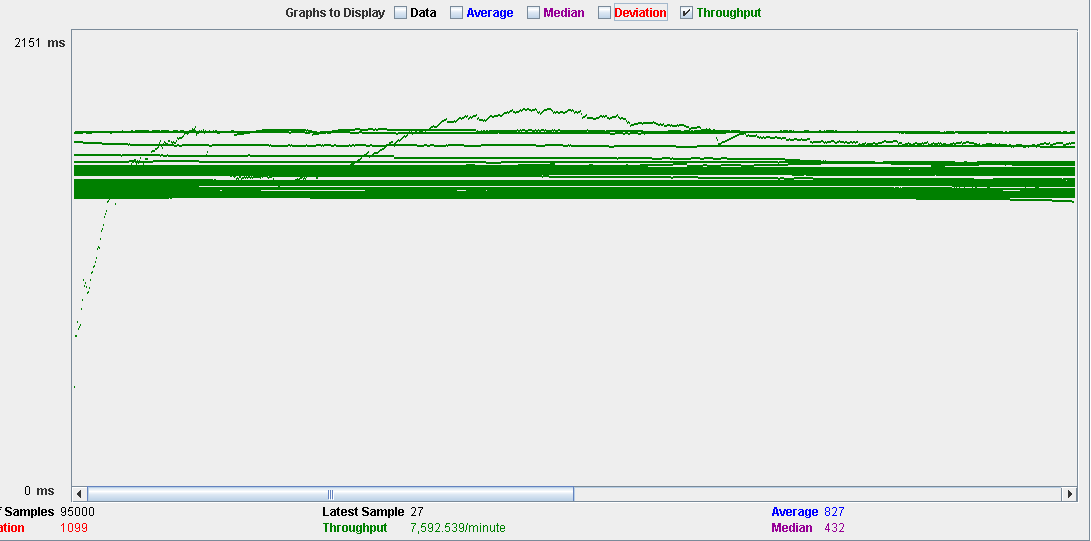 Graphs to Display Data Average Median Deviation Throughput
2151 ms
0 ms
f Samples 95000 Latest Sample 27 Average 827
ation 1099 Throughput 7,592.539/minute Median 432